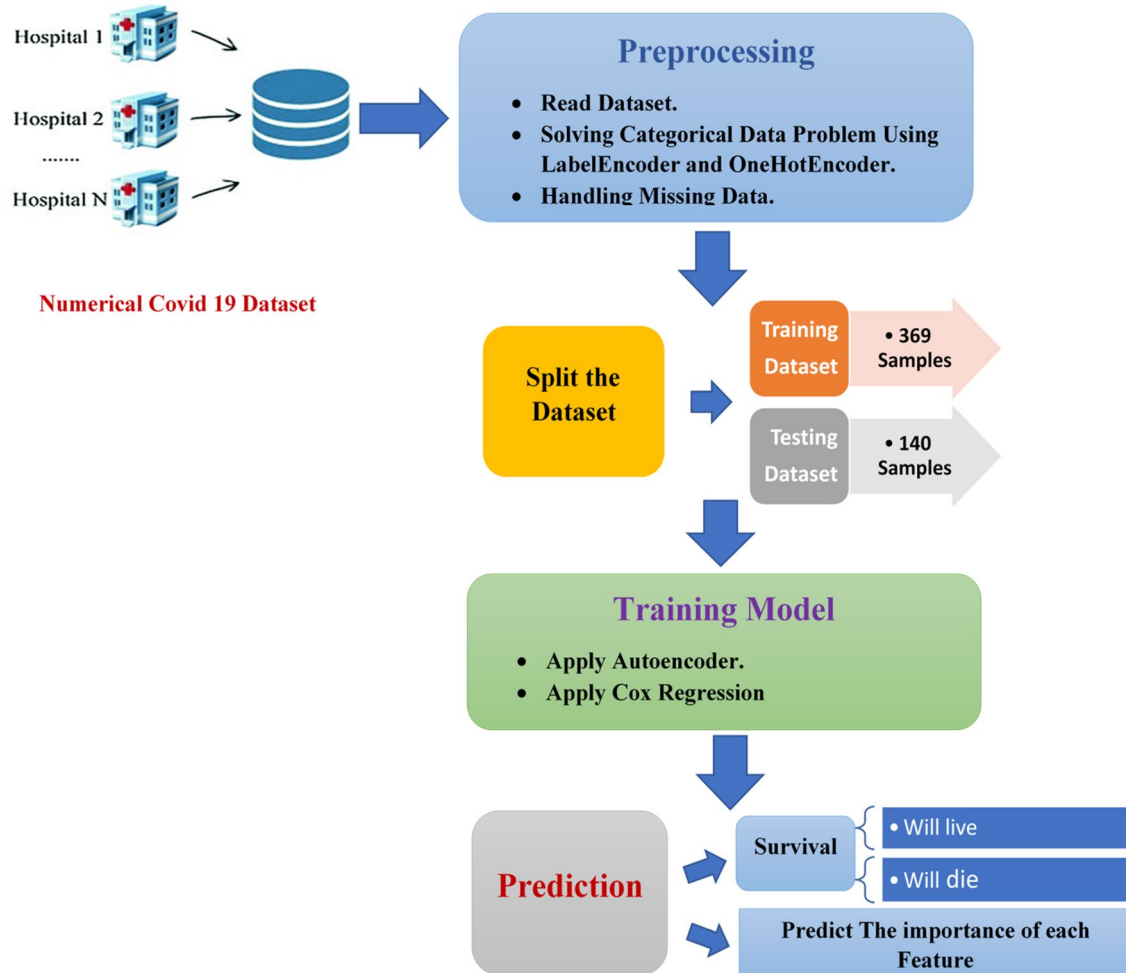 Hospital 1
Hospital 2
.......
Hospital N
Numerical Covid 19 Dataset
Preprocessing
• Read Dataset.
• Solving Categorical Data Problem Using
LabelEncoder and OneHotEncoder.
• Handling Missing Data.
Split the
Dataset
Training
Dataset
• 369
Samples
Testing
Dataset
• 140
Samples
Training Model
• Apply Autoencoder.
• Apply Cox Regression
Prediction
Survival
• Will live
• Will die
Predict The importance of each
Feature